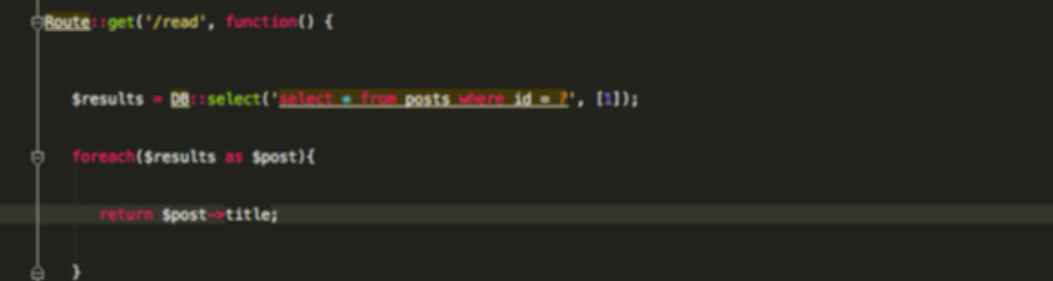 Route::get('/read', function() {
$results = DB::select('select * from posts where id = ?', [1]);
foreach($results as $post){
return $post->title;
}